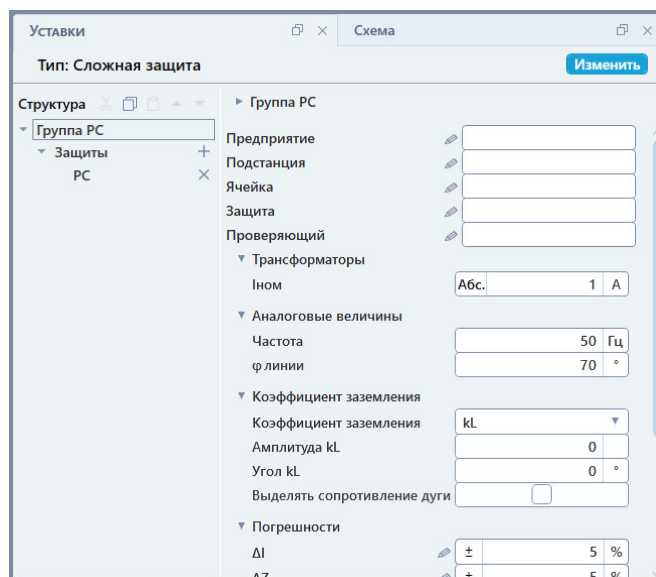 Уставки
Схема
Тип: Сложная защита
Изменить
Структура
Группа РС
Защиты
РС
Группа РС
Предприятие
Подстанция
Ячейка
Защита
Проверяющий
Трансформаторы
Iном Абс. 1 А
Аналоговые величины
Частота 50 Гц
φ линии 70 °
Коэффициент заземления
Коэффициент заземления kL
Амплитуда kL 0
Угол kL 0 °
Выделять сопротивление дуги
Погрешности
ΔI ± 5 %
ΔZ ± 5 %